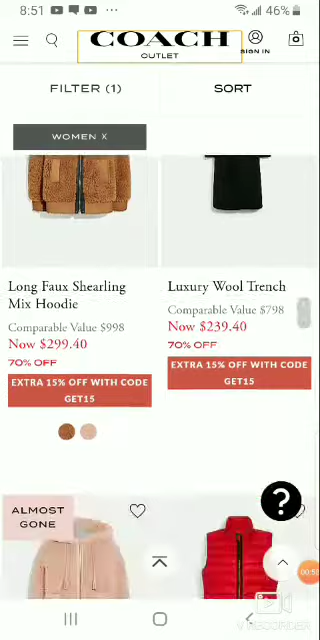 8:51
46%
COACH
OUTLET
SIGN IN
FILTER (1)
SORT
WOMEN X
Long Faux Shearling
Mix Hoodie
Comparable Value $998
Now $299.40
70% OFF
EXTRA 15% OFF WITH CODE
GET15
Luxury Wool Trench
Comparable Value $798
Now $239.40
70% OFF
EXTRA 15% OFF WITH CODE
GET15
ALMOST
GONE
?
V RECORDER